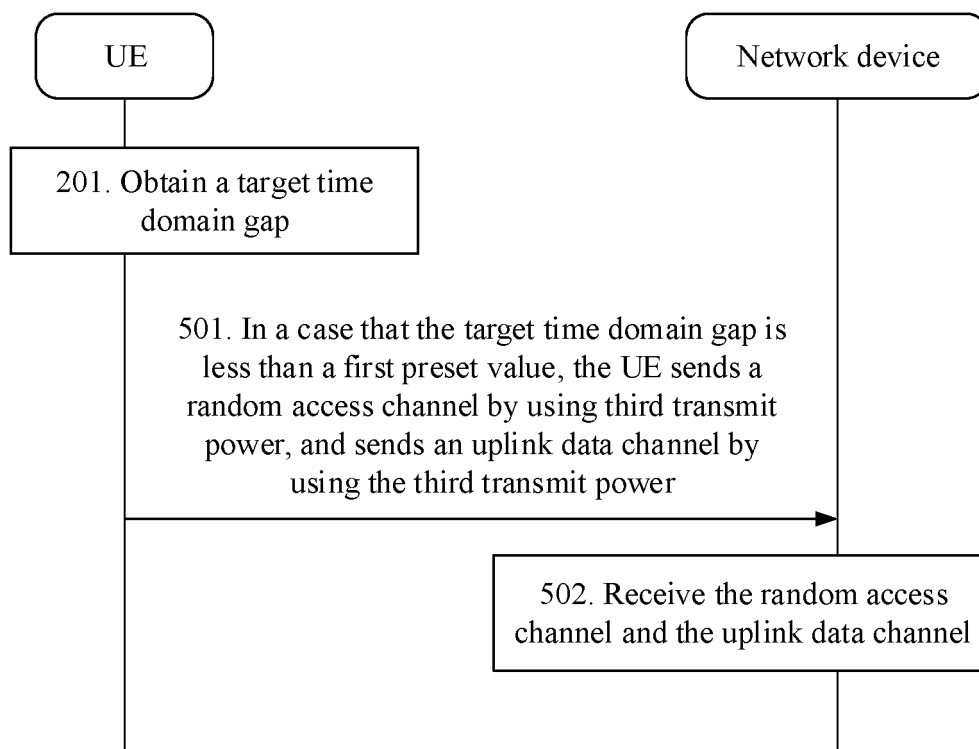 UE
Network device
201. Obtain a target time
domain gap
501. In a case that the target time domain gap is
less than a first preset value, the UE sends a
random access channel by using third transmit
power, and sends an uplink data channel by
using the third transmit power
502. Receive the random access
channel and the uplink data channel